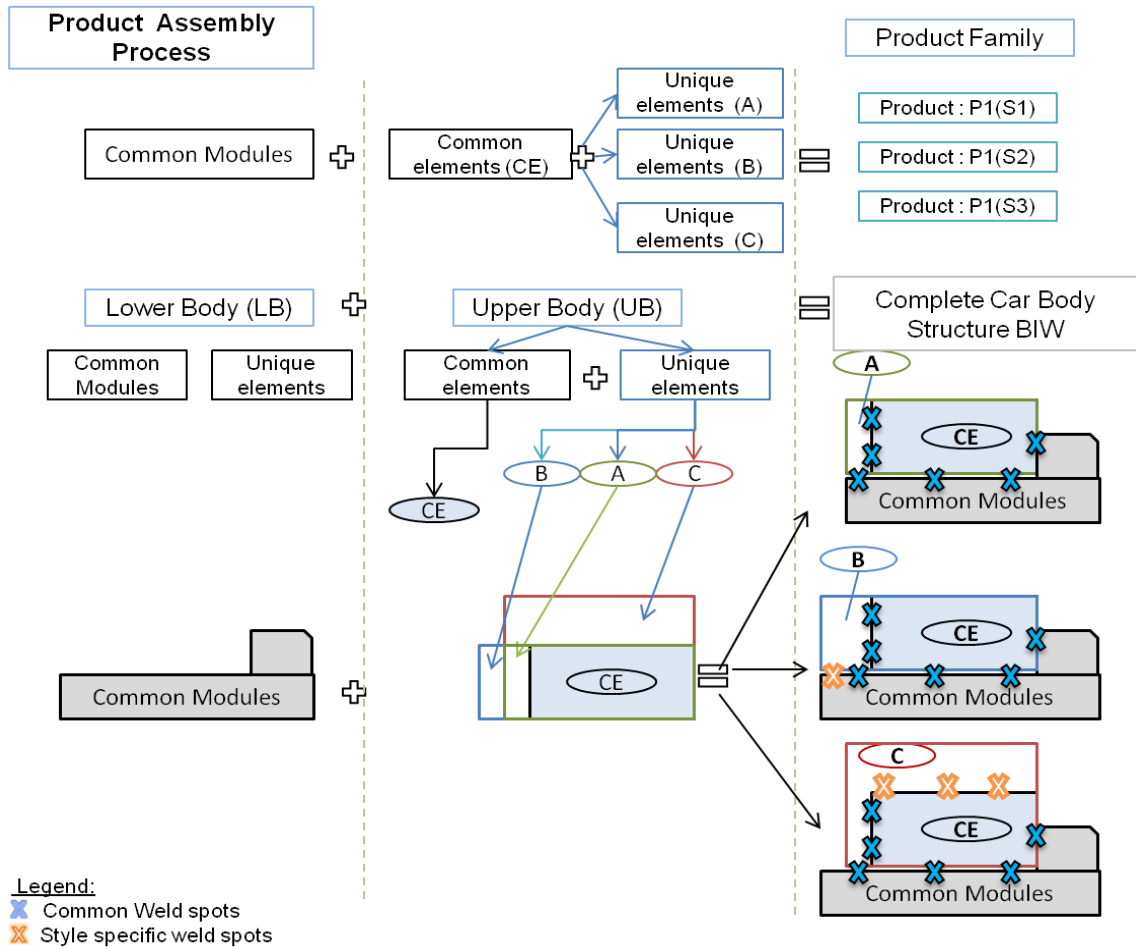 Product Assembly
Process
Product Family
Common Modules
Common
elements (CE)
Unique
elements (A)
Unique
elements (B)
Unique
elements (C)
Product : P1(S1)
Product : P1(S2)
Product : P1(S3)
Lower Body (LB)
Upper Body (UB)
Complete Car Body
Structure BIW
Common
Modules
Unique
elements
Common
elements
Unique
elements
B
A
C
CE
CE
Common Modules
A
CE
Common Modules
B
CE
Common Modules
C
CE
Common Modules
Legend:
Common Weld spots
Style specific weld spots